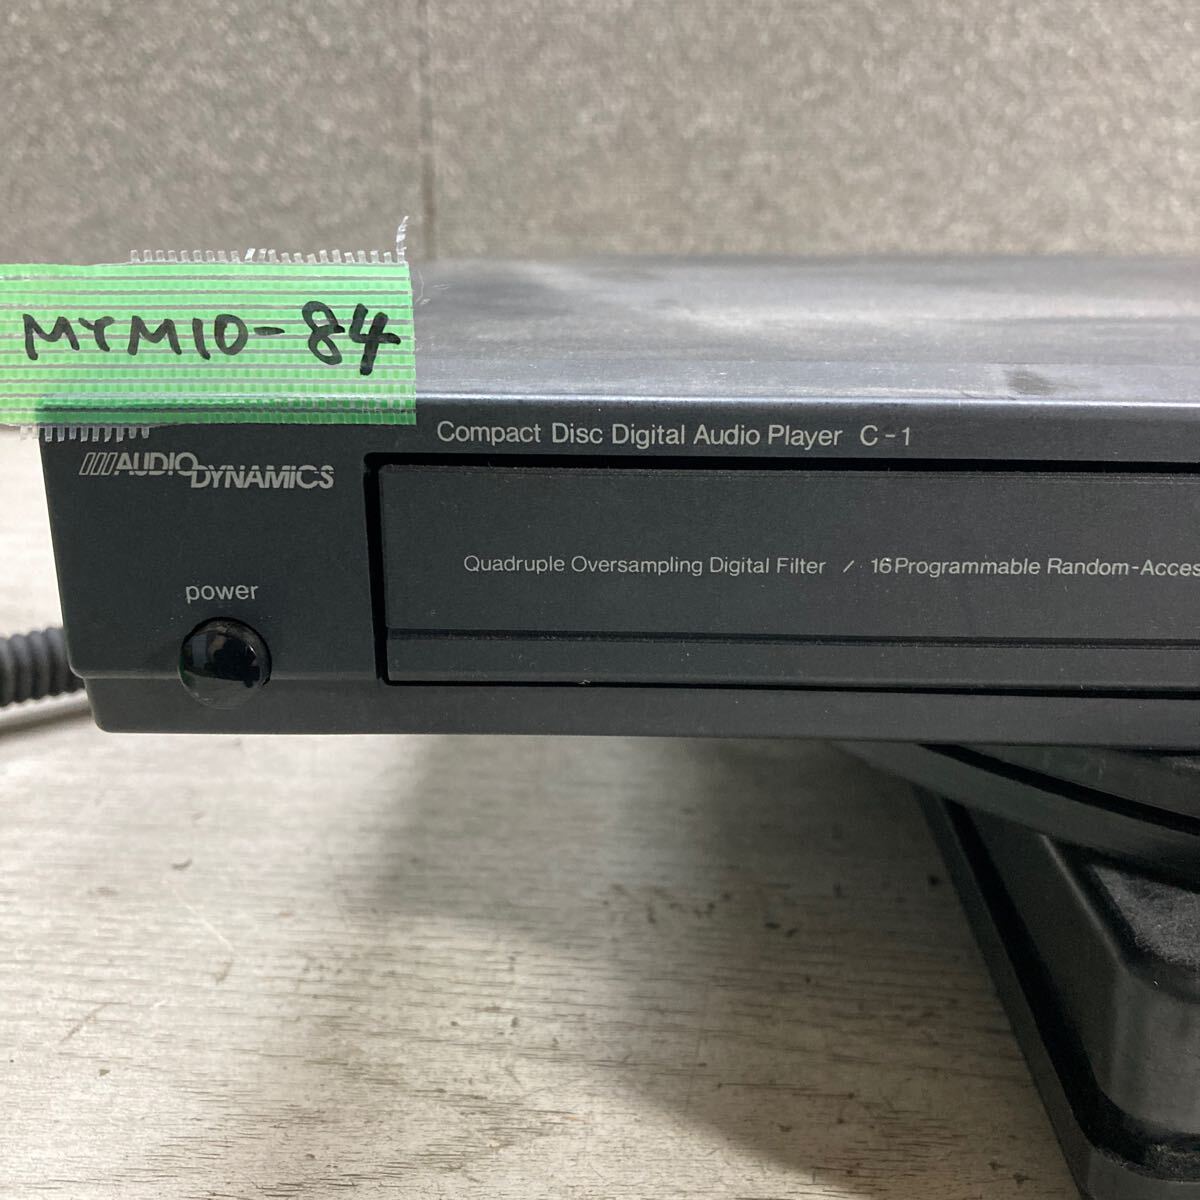 MYM10-84
Compact Disc Digital Audio Player C-1
AUDIO DYNAMICS
Quadruple Oversampling Digital Filter / 16 Programmable Random-Acces
power